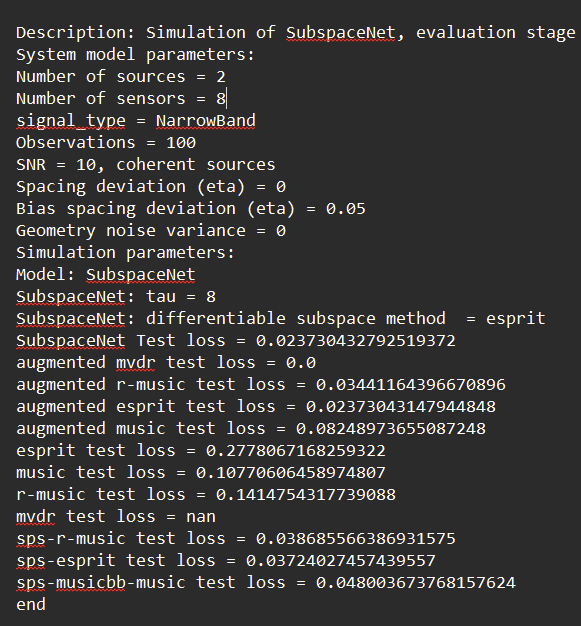 Description: Simulation of SubspaceNet, evaluation stage
System model parameters:
Number of sources = 2
Number of sensors = 8
signal_type = NarrowBand
Observations = 100
SNR = 10, coherent sources
Spacing deviation (eta) = 0
Bias spacing deviation (eta) = 0.05
Geometry noise variance = 0
Simulation parameters:
Model: SubspaceNet
SubspaceNet: tau = 8
SubspaceNet: differentiable subspace method  = esprit
SubspaceNet Test loss = 0.023730432792519372
augmented mvdr test loss = 0.0
augmented r-music test loss = 0.03441164396670896
augmented esprit test loss = 0.02373043147944848
augmented music test loss = 0.08248973655087248
esprit test loss = 0.2778067168259322
music test loss = 0.10770606458974807
r-music test loss = 0.1414754317739088
mvdr test loss = nan
sps-r-music test loss = 0.038685566386931575
sps-esprit test loss = 0.03724027457439557
sps-musicbb-music test loss = 0.048003673768157624
end